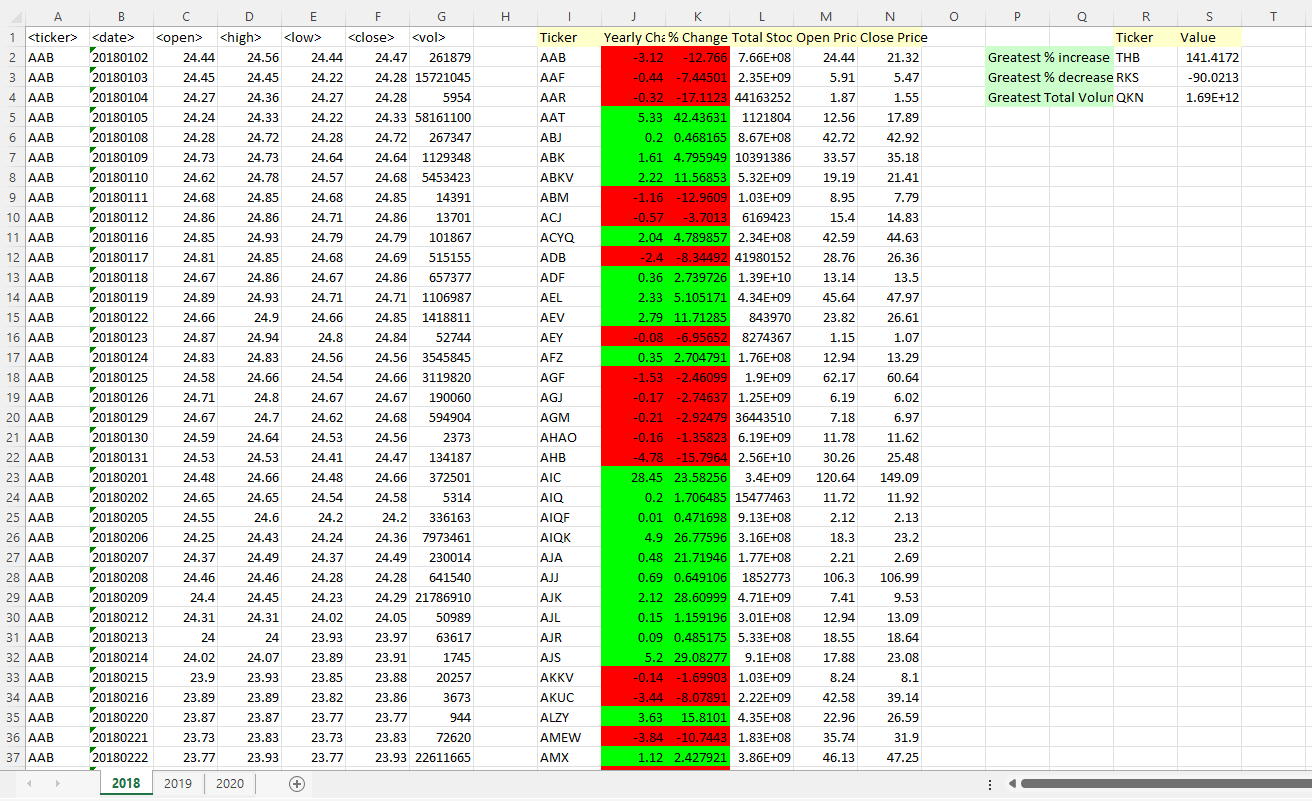 A B C D E F G H I J K L M N O P Q R S T
1 <ticker> <date> <open> <high> <low> <close> <vol> Ticker Yearly Cha % Change Total Stoc Open Pric Close Price Ticker Value
2 AAB 20180102 24.44 24.56 24.44 24.47 261879 AAB -3.12 -12.766 7.66E+08 24.44 21.32 Greatest % increase THB 141.4172
3 AAB 20180103 24.45 24.45 24.22 24.28 15721045 AAF -0.44 -7.44501 2.35E+09 5.91 5.47 Greatest % decrease RKS -90.0213
4 AAB 20180104 24.27 24.36 24.27 24.28 5954 AAR -0.32 -17.1123 44163252 1.87 1.55 Greatest Total Volum QKN 1.69E+12
5 AAB 20180105 24.24 24.33 24.22 24.33 58161100 AAT 5.33 42.43631 1121804 12.56 17.89
6 AAB 20180108 24.28 24.72 24.28 24.72 267347 ABJ 0.2 0.468165 8.67E+08 42.72 42.92
7 AAB 20180109 24.73 24.73 24.64 24.64 1129348 ABK 1.61 4.795949 10391386 33.57 35.18
8 AAB 20180110 24.62 24.78 24.57 24.68 5453423 ABKV 2.22 11.56853 5.32E+09 19.19 21.41
9 AAB 20180111 24.68 24.85 24.68 24.85 14391 ABM -1.16 -12.9609 1.03E+09 8.95 7.79
10 AAB 20180112 24.86 24.86 24.71 24.86 13701 ACJ -0.57 -3.7013 6169423 15.4 14.83
11 AAB 20180116 24.85 24.93 24.79 24.79 101867 ACYQ 2.04 4.789857 2.34E+08 42.59 44.63
12 AAB 20180117 24.81 24.85 24.68 24.69 515155 ADB -2.4 -8.34492 41980152 28.76 26.36
13 AAB 20180118 24.67 24.86 24.67 24.86 657377 ADF 0.36 2.739726 1.39E+10 13.14 13.5
14 AAB 20180119 24.89 24.93 24.71 24.71 1106987 AEL 2.33 5.105171 4.34E+09 45.64 47.97
15 AAB 20180122 24.66 24.9 24.66 24.85 1418811 AEV 2.79 11.71285 843970 23.82 26.61
16 AAB 20180123 24.87 24.94 24.8 24.84 52744 AEY -0.08 -6.95652 8274367 1.15 1.07
17 AAB 20180124 24.83 24.83 24.56 24.56 3545845 AFZ 0.35 2.704791 1.76E+08 12.94 13.29
18 AAB 20180125 24.58 24.66 24.54 24.66 3119820 AGF -1.53 -2.46099 1.9E+09 62.17 60.64
19 AAB 20180126 24.71 24.8 24.67 24.67 190060 AGJ -0.17 -2.74637 1.25E+09 6.19 6.02
20 AAB 20180129 24.67 24.7 24.62 24.68 594904 AGM -0.21 -2.92479 36443510 7.18 6.97
21 AAB 20180130 24.59 24.64 24.53 24.56 2373 AHAO -0.16 -1.35823 6.19E+09 11.78 11.62
22 AAB 20180131 24.53 24.53 24.41 24.47 134187 AHB -4.78 -15.7964 2.56E+10 30.26 25.48
23 AAB 20180201 24.48 24.66 24.48 24.66 372501 AIC 28.45 23.58256 3.4E+09 120.64 149.09
24 AAB 20180202 24.65 24.65 24.54 24.58 5314 AIQ 0.2 1.706485 15477463 11.72 11.92
25 AAB 20180205 24.55 24.6 24.2 24.2 336163 AIQF 0.01 0.471698 9.13E+08 2.12 2.13
26 AAB 20180206 24.25 24.43 24.24 24.36 7973461 AIQK 4.9 26.77596 3.16E+08 18.3 23.2
27 AAB 20180207 24.37 24.49 24.37 24.49 230014 AJA 0.48 21.71946 1.77E+08 2.21 2.69
28 AAB 20180208 24.46 24.46 24.28 24.28 641540 AJJ 0.69 0.649106 1852773 106.3 106.99
29 AAB 20180209 24.4 24.45 24.23 24.29 21786910 AJK 2.12 28.60999 4.71E+09 7.41 9.53
30 AAB 20180212 24.31 24.31 24.02 24.05 50989 AJL 0.15 1.159196 3.01E+08 12.94 13.09
31 AAB 20180213 24 24 23.93 23.97 63617 AJR 0.09 0.485175 5.33E+08 18.55 18.64
32 AAB 20180214 24.02 24.07 23.89 23.91 1745 AJS 5.2 29.08277 9.1E+08 17.88 23.08
33 AAB 20180215 23.9 23.93 23.85 23.88 20257 AKKV -0.14 -1.69903 1.03E+09 8.24 8.1
34 AAB 20180216 23.89 23.89 23.82 23.86 3673 AKUC -3.44 -8.07891 2.22E+09 42.58 39.14
35 AAB 20180220 23.87 23.87 23.77 23.77 944 ALZY 3.63 15.8101 4.35E+08 22.96 26.59
36 AAB 20180221 23.73 23.83 23.73 23.83 72620 AMEW -3.84 -10.7443 1.83E+08 35.74 31.9
37 AAB 20180222 23.77 23.93 23.77 23.93 22611665 AMX 1.12 2.427921 3.86E+09 46.13 47.25
2018 2019 2020